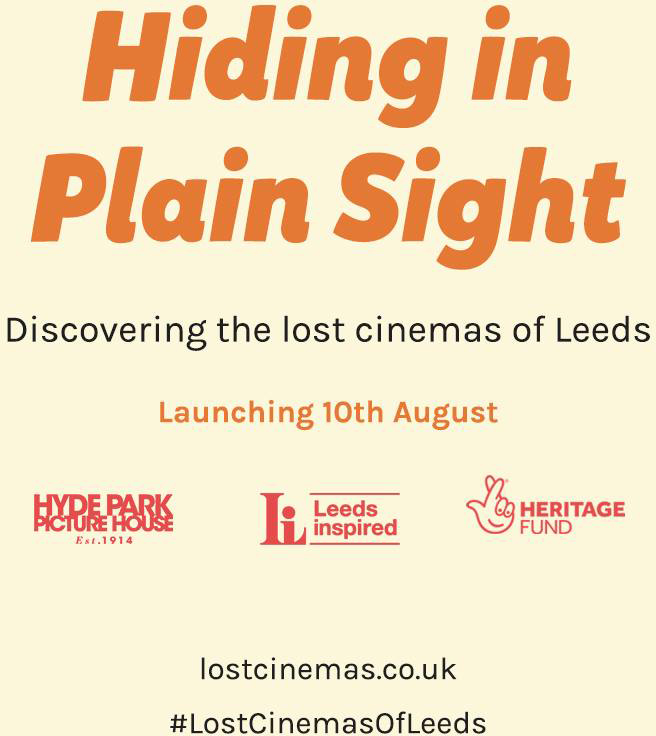 Hiding in
Plain Sight
Discovering the lost cinemas of Leeds
Launching 10th August
HYDE PARK
PICTURE HOUSE
Est.1914
Li
Leeds
inspired
HERITAGE
FUND
lostcinemas.co.uk
#LostCinemasOfLeeds